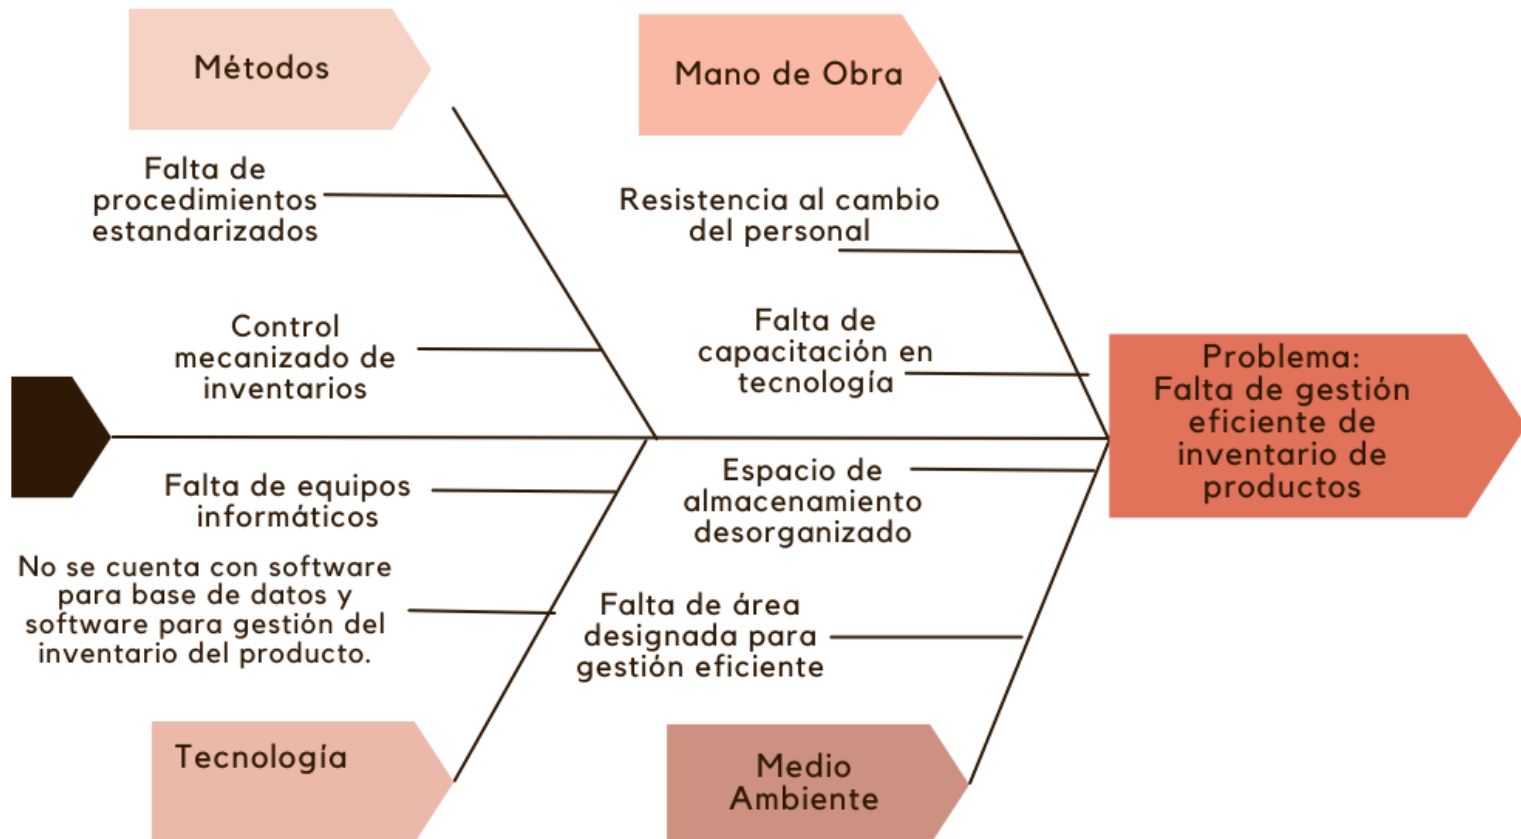 Métodos
Mano de Obra
Falta de
procedimientos
estandarizados
Resistencia al cambio
del personal
Control
mecanizado de
inventarios
Falta de
capacitación en
tecnología
Problema:
Falta de gestión
eficiente de
inventario de
productos
Falta de equipos
informáticos
Espacio de
almacenamiento
desorganizado
No se cuenta con software
para base de datos y
software para gestión del
inventario del producto.
Falta de área
designada para
gestión eficiente
Tecnología
Medio
Ambiente